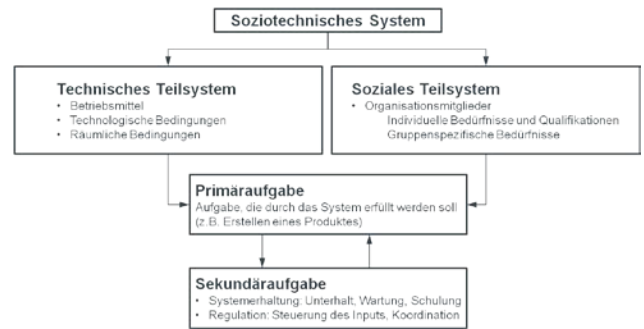 Soziotechnisches System
Technisches Teilsystem
• Betriebsmittel
• Technologische Bedingungen
• Räumliche Bedingungen
Soziales Teilsystem
• Organisationsmitglieder
Individuelle Bedürfnisse und Qualifikationen
Gruppenspezifische Bedürfnisse
Primäraufgabe
Aufgabe, die durch das System erfüllt werden soll
(z.B. Erstellen eines Produktes)
Sekundäraufgabe
• Systemerhaltung: Unterhalt, Wartung, Schulung
• Regulation: Steuerung des Inputs, Koordination